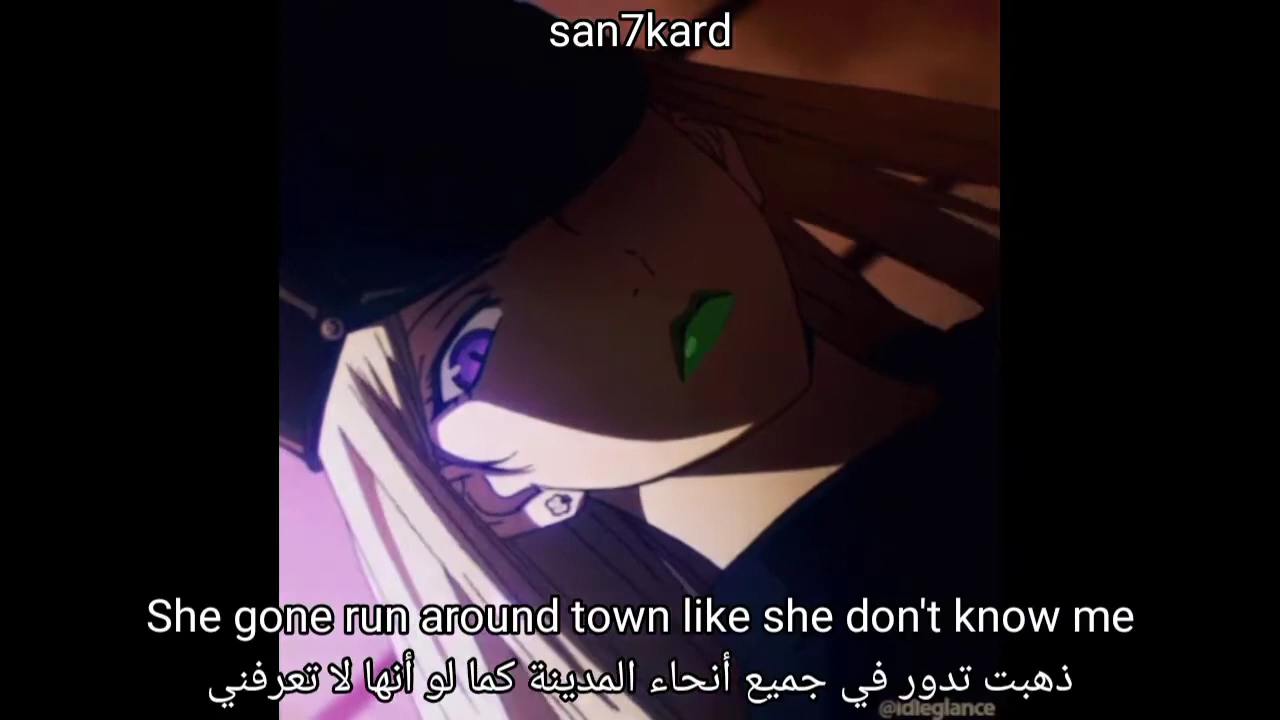 san7kard
She gone run around town like she don't know me
ذهبت تدور في جميع أنحاء المدينة كما لو أنها لا تعرفني
@idleglance